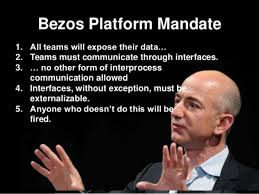 Bezos Platform Mandate
1. All teams will expose their data…
2. Teams must communicate through interfaces.
3. … no other form of interprocess
communication allowed
4. Interfaces, without exception, must be
externalizable.
5. Anyone who doesn't do this will be
fired.